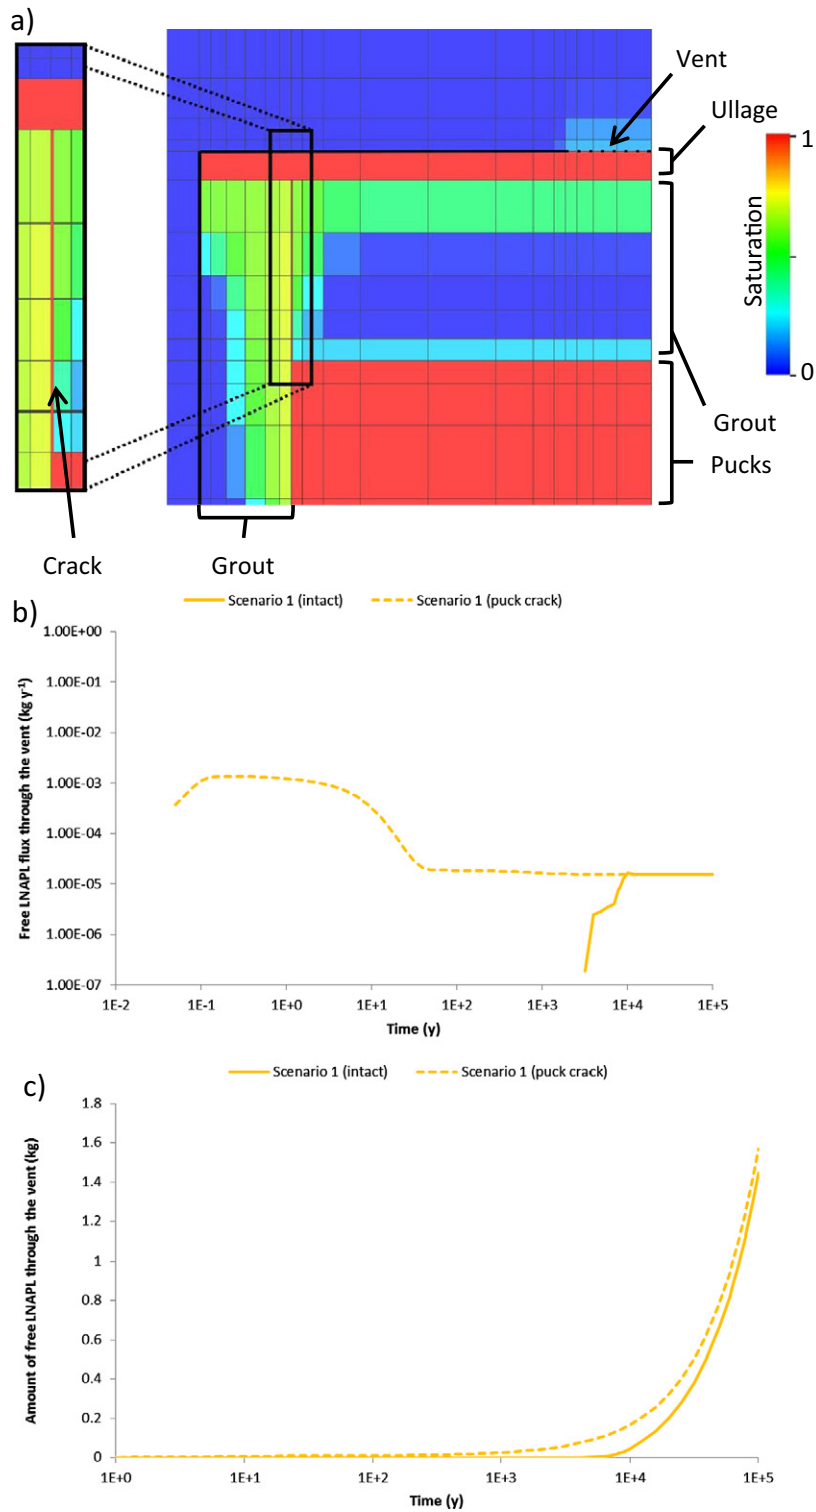 a)
Vent
Ullage
1
Saturation
0
Grout
Pucks
Crack
Grout
b)
Scenario 1 (intact)
Scenario 1 (puck crack)
Free LNAPL flux through the vent (kg y-1)
1.00E+00
1.00E-01
1.00E-02
1.00E-03
1.00E-04
1.00E-05
1.00E-06
1.00E-07
1E-2
1E-1
1E+0
1E+1
1E+2
1E+3
1E+4
1E+5
Time (y)
c)
Scenario 1 (intact)
Scenario 1 (puck crack)
Amount of free LNAPL through the vent (kg)
1.8
1.6
1.4
1.2
1
0.8
0.6
0.4
0.2
0
1E+0
1E+1
1E+2
1E+3
1E+4
1E+5
Time (y)